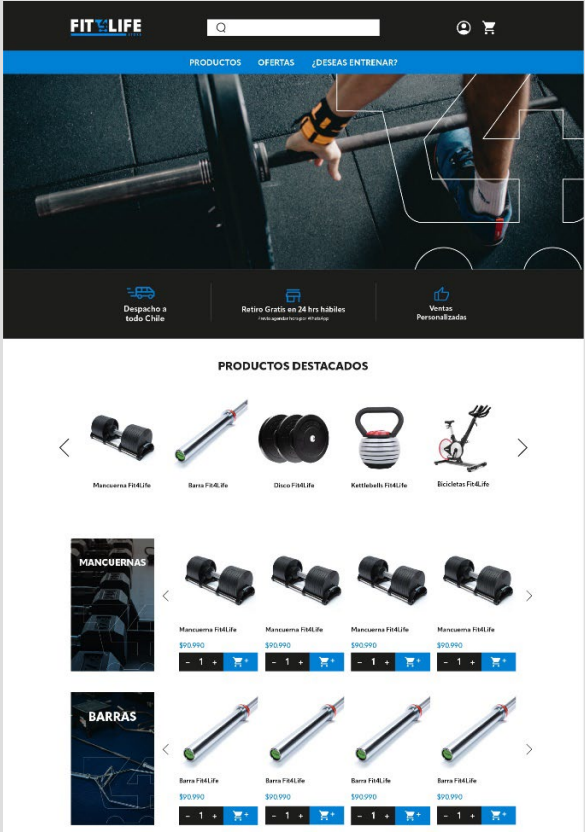 FIT4LIFE
PRODUCTOS OFERTAS ¿DESEAS ENTRENAR?
Despacho a
todo Chile
Retiro Gratis en 24 hrs hábiles
Ventas
Personalizadas
PRODUCTOS DESTACADOS
Mancuerna Fit4Life Barra Fit4Life Disco Fit4Life Kettlebells Fit4Life Bicicletas Fit4Life
MANCUERNAS
Mancuerna Fit4Life Mancuerna Fit4Life Mancuerna Fit4Life Mancuerna Fit4Life
$90.990 $90.990 $90.990 $90.990
- 1 + - 1 + - 1 + - 1 +
BARRAS
Barra Fit4Life Barra Fit4Life Barra Fit4Life Barra Fit4Life
$90.990 $90.990 $90.990 $90.990
- 1 + - 1 + - 1 + - 1 +